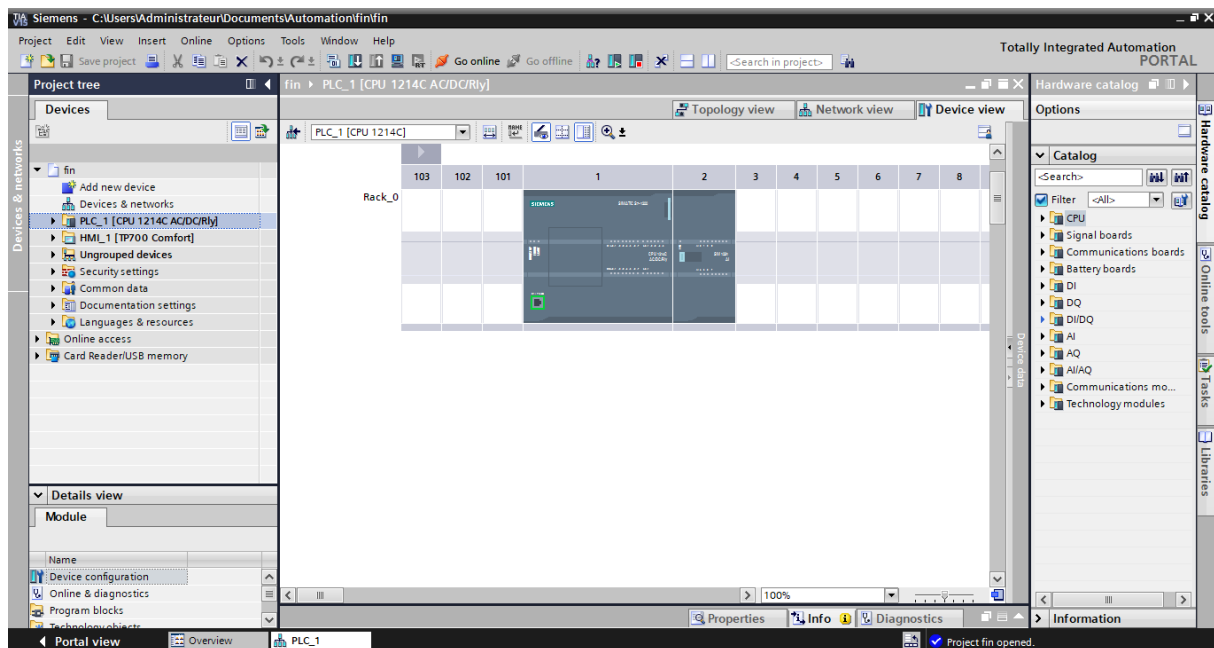 Siemens - C:\Users\Administrateur\Documents\Automation\fin\fin
Project Edit View Insert Online Options Tools Window Help
Totally Integrated Automation
PORTAL
Save project
Go online
Go offline
<Search in project>
Project tree
fin PLC_1 [CPU 1214C AC/DC/Rly]
Hardware catalog
Devices
Topology view
Network view
Device view
Options
PLC_1 [CPU 1214C]
Devices & networks
fin
Add new device
Devices & networks
PLC_1 [CPU 1214C AC/DC/Rly]
HMI_1 [TP700 Comfort]
Ungrouped devices
Security settings
Common data
Documentation settings
Languages & resources
Online access
Card Reader/USB memory
103 102 101 1 2 3 4 5 6 7 8
Rack_0
SIEMENS
Device data
Catalog
<Search>
Filter <All>
CPU
Signal boards
Communications boards
Battery boards
DI
DQ
DI/DQ
AI
AQ
AI/AQ
Communications mo...
Technology modules
Hardware catalog
Online tools
Tasks
Libraries
Details view
Module
Name
Device configuration
Online & diagnostics
Program blocks
Technology objects
100%
Properties
Info
Diagnostics
Information
Portal view
Overview
PLC_1
Project fin opened.